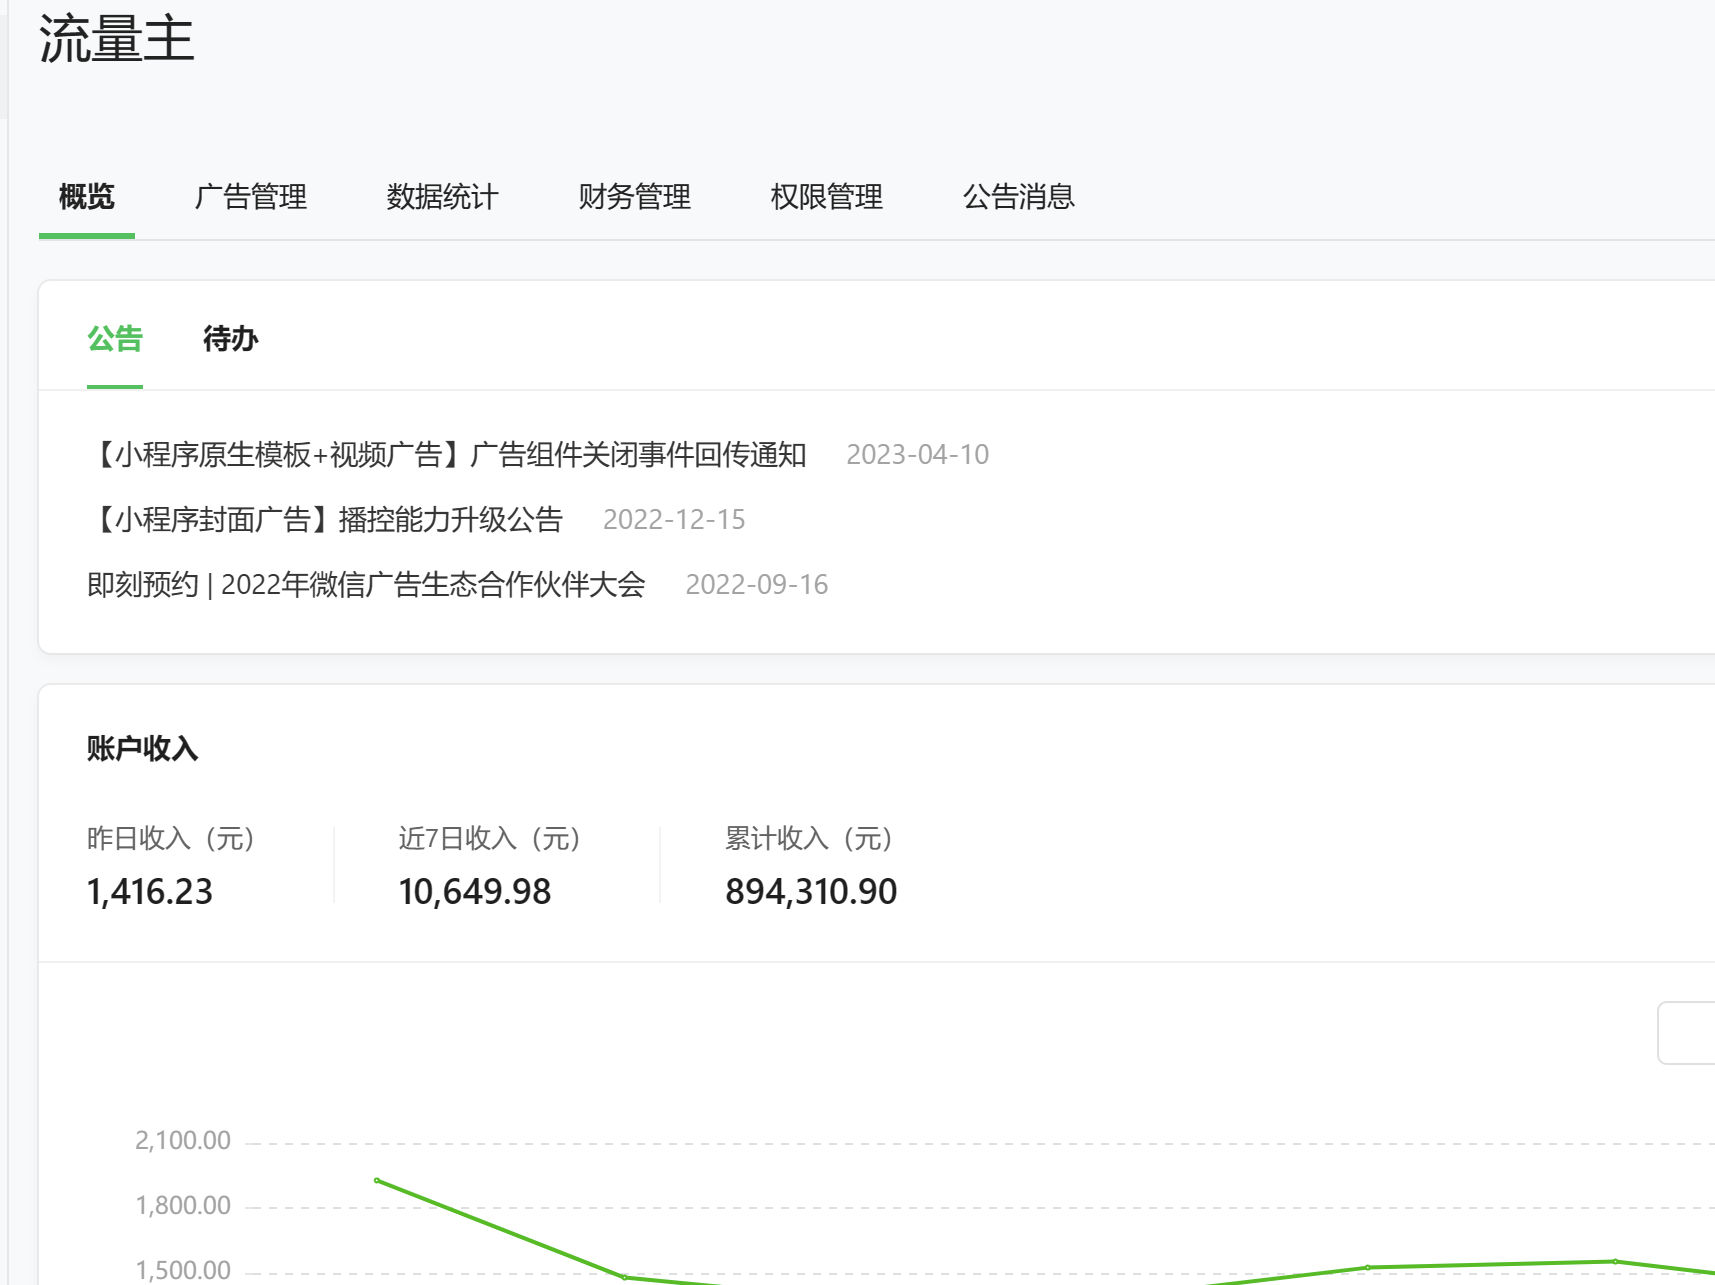 流量主
概览 广告管理 数据统计 财务管理 权限管理 公告消息
公告 待办
【小程序原生模板+视频广告】广告组件关闭事件回传通知 2023-04-10
【小程序封面广告】播控能力升级公告 2022-12-15
即刻预约 | 2022年微信广告生态合作伙伴大会 2022-09-16
账户收入
昨日收入（元） 近7日收入（元） 累计收入（元）
1,416.23 10,649.98 894,310.90
2,100.00
1,800.00
1,500.00